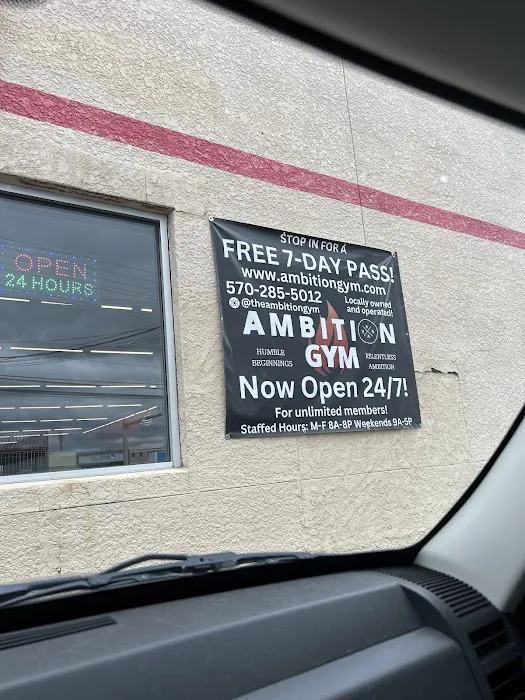 OPEN
24 HOURS
STOP IN FOR A
FREE 7-DAY PASS!
www.ambitiongym.com
570-285-5012
@theambitiongym
Locally owned
and operated!
AMBITION
GYM
HUMBLE
BEGINNINGS
RELENTLESS
AMBITION
Now Open 24/7!
For unlimited members!
Staffed Hours: M-F 8A-8P Weekends 9A-5P